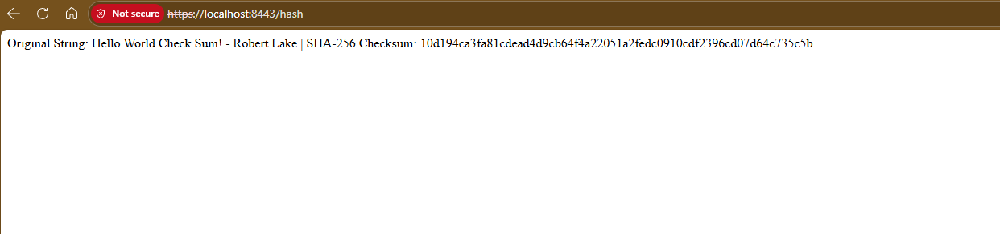 Not secure https://localhost:8443/hash
Original String: Hello World Check Sum! - Robert Lake | SHA-256 Checksum: 10d194ca3fa81cdead4d9cb64f4a22051a2fedc0910cdf2396cd07d64c735c5b